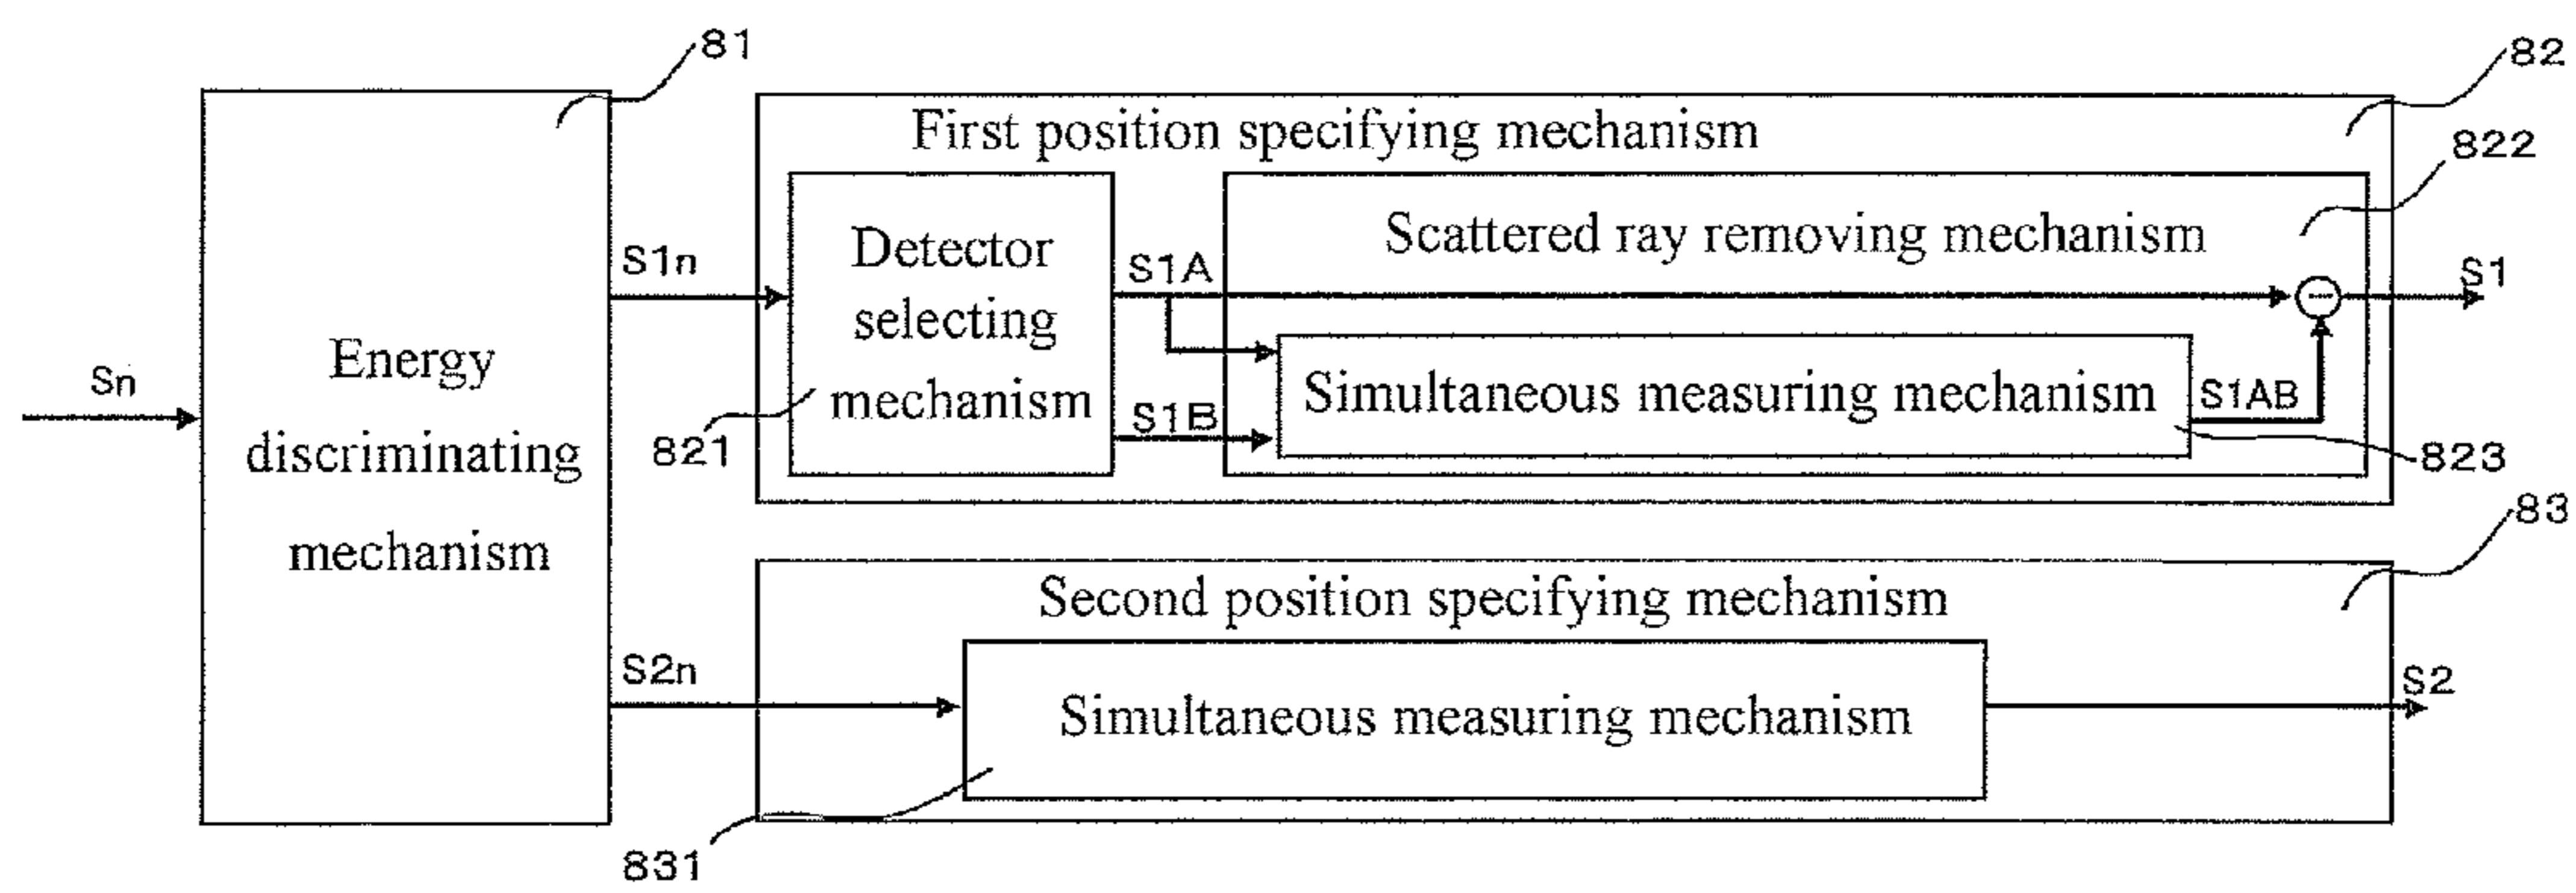 81
82
First position specifying mechanism
822
Detector
selecting
mechanism
821
S1n
S1A
S1B
Scattered ray removing mechanism
S1
Simultaneous measuring mechanism
S1AB
823
Sn
Energy
discriminating
mechanism
83
Second position specifying mechanism
S2n
Simultaneous measuring mechanism
S2
831